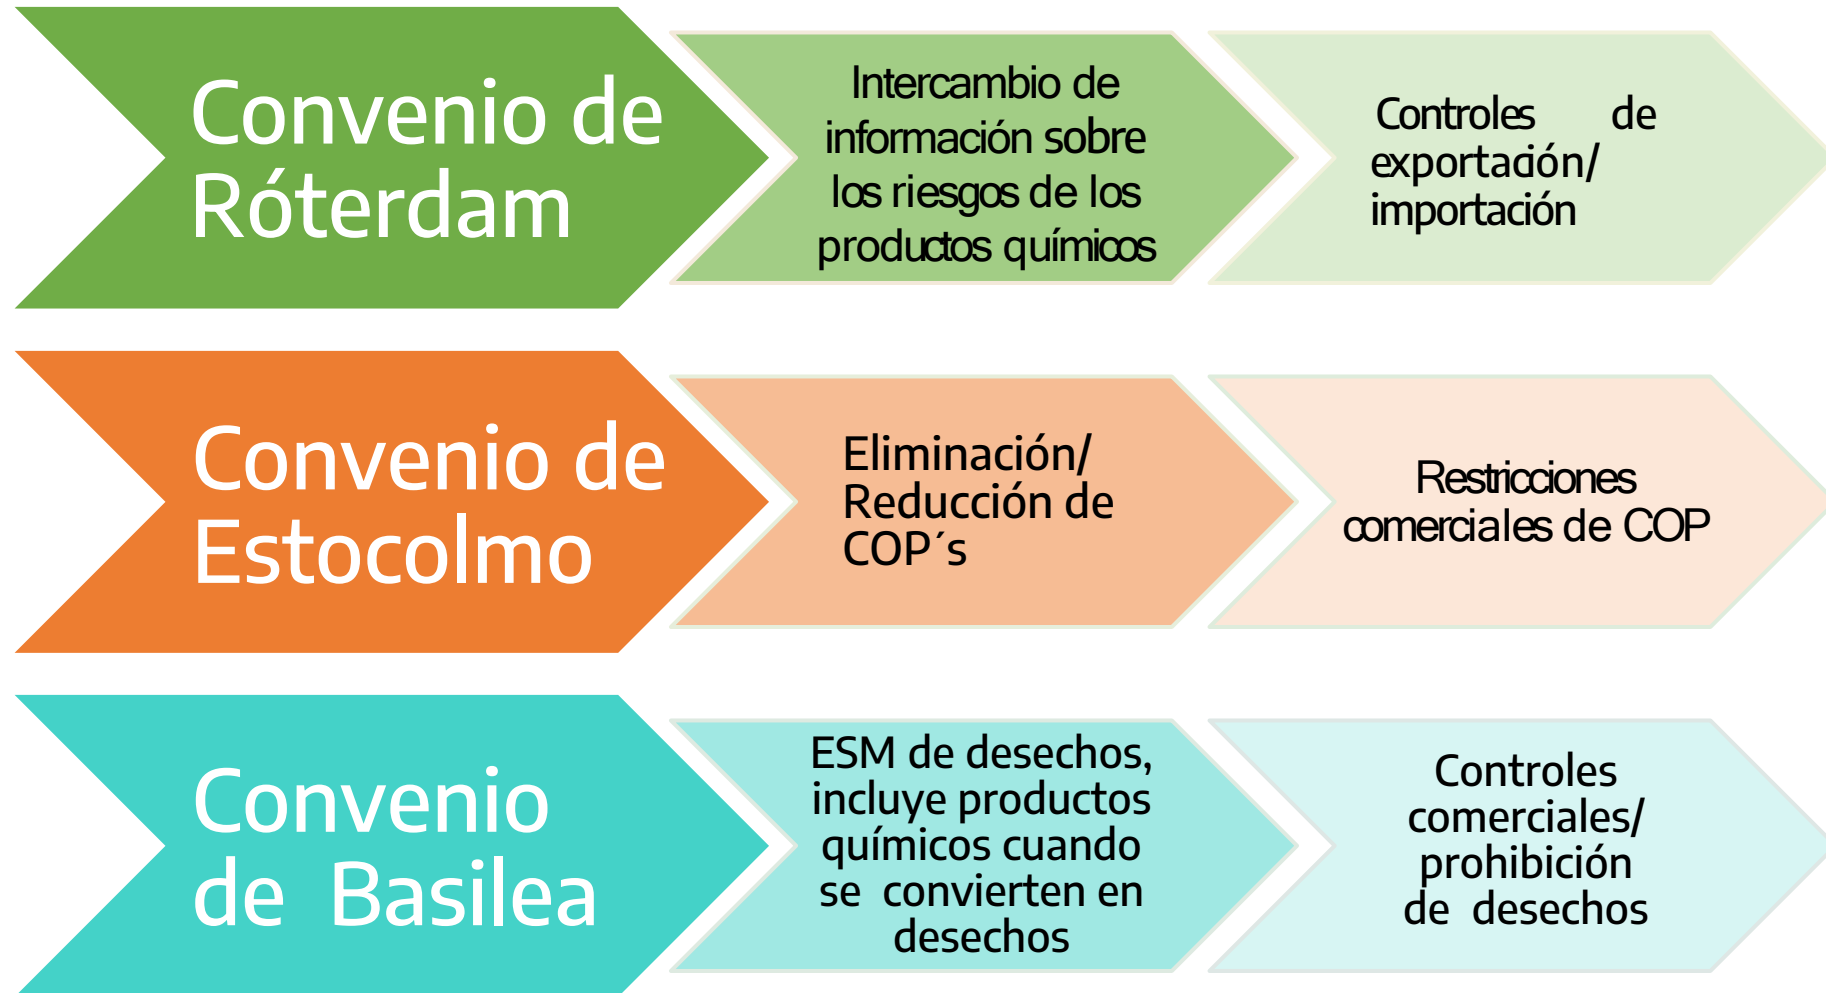 Convenio de
Róterdam
Intercambio de
información sobre
los riesgos de los
productos químicos
Controles de
exportación/
importación
Convenio de
Estocolmo
Eliminación/
Reducción de
COP´s
Restricciones
comerciales de COP
Convenio
de Basilea
ESM de desechos,
incluye productos
químicos cuando
se convierten en
desechos
Controles
comerciales/
prohibición
de desechos